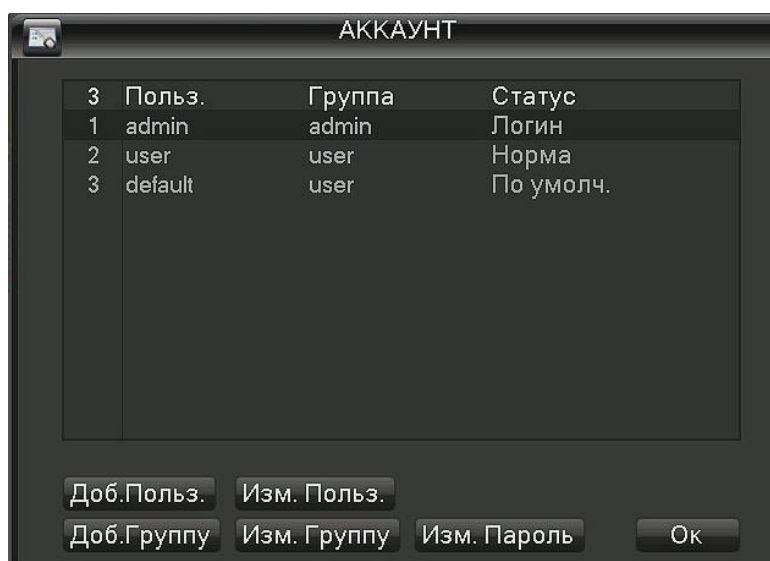 АККАУНТ
3 Польз. Группа Статус
1 admin admin Логин
2 user user Норма
3 default user По умолч.
Доб.Польз. Изм. Польз.
Доб.Группу Изм. Группу Изм. Пароль Ок